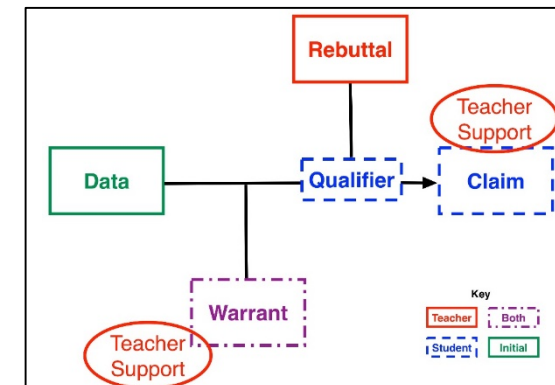 Rebuttal
Teacher
Support
Data
Qualifier
Claim
Warrant
Teacher
Support
Key
Teacher
Both
Student
Initial